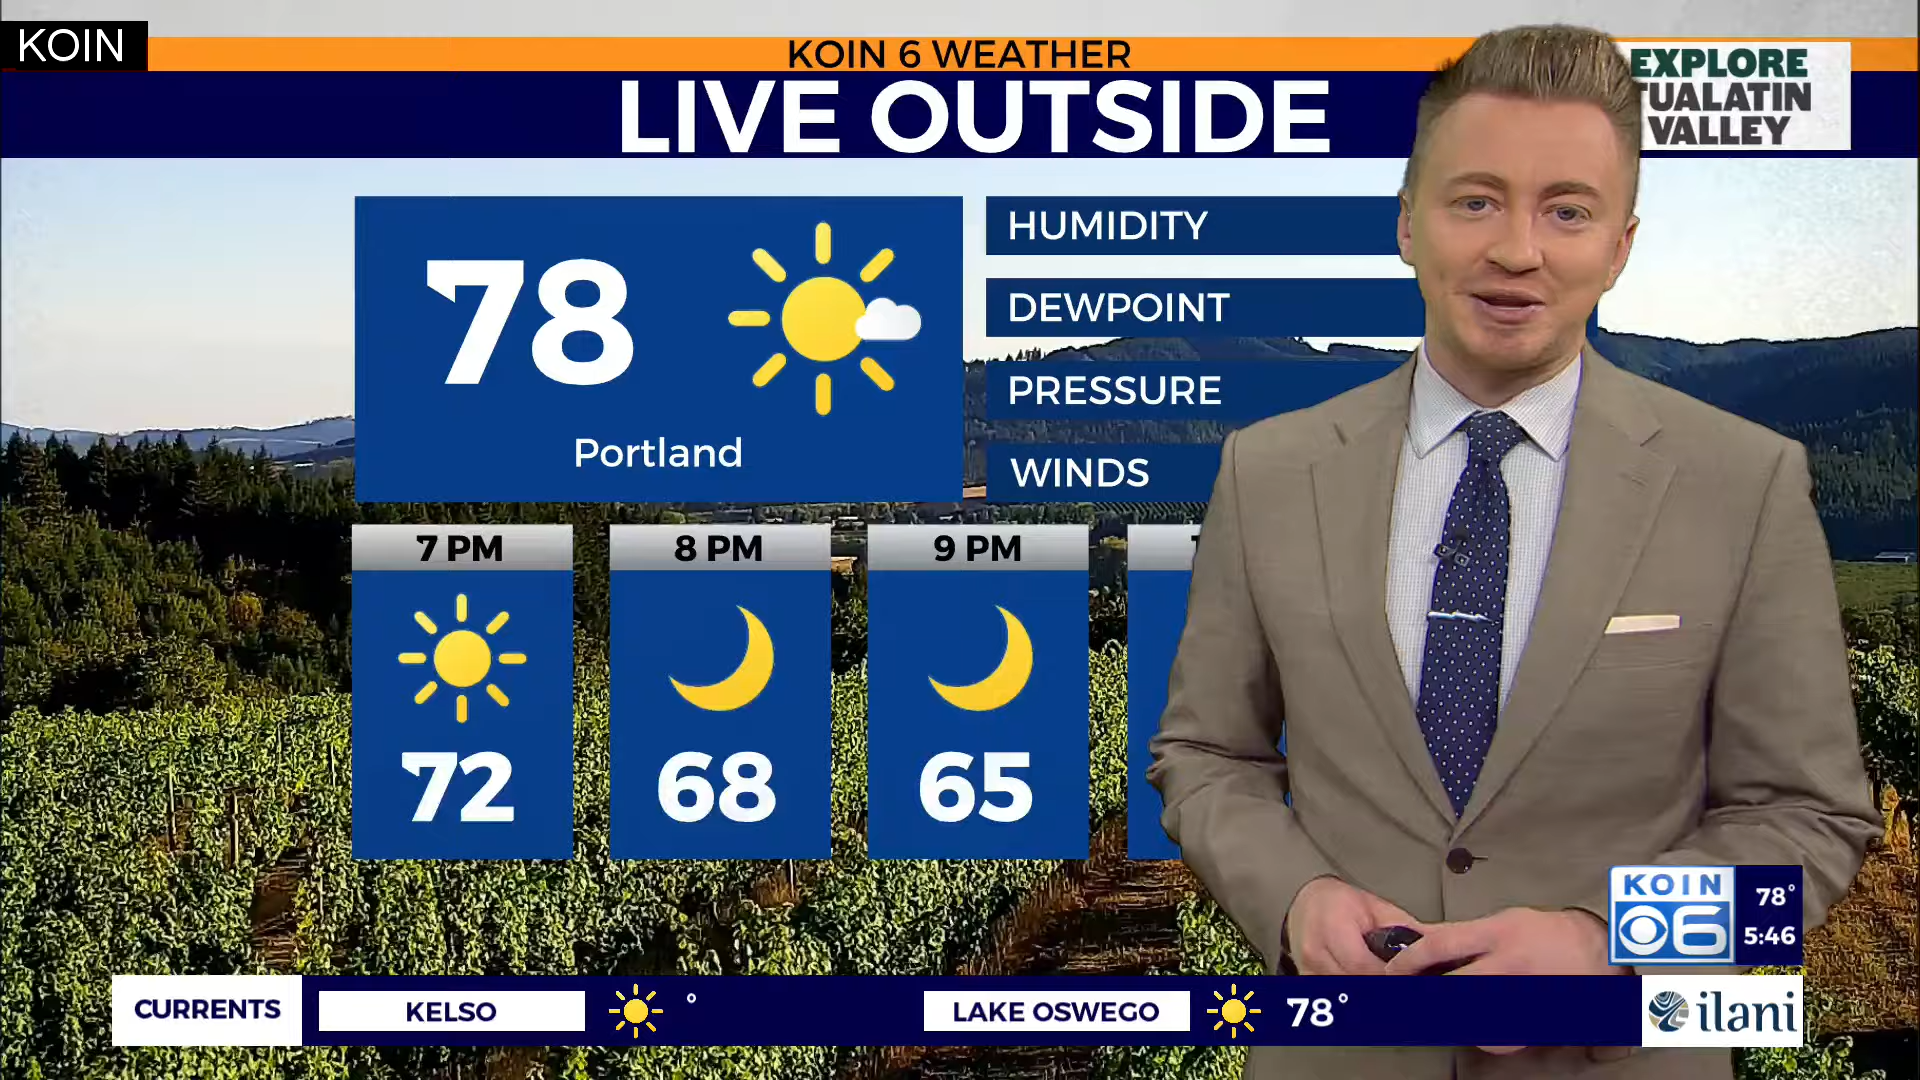 KOIN
KOIN 6 WEATHER
LIVE OUTSIDE
EXPLORE
TUALATIN
VALLEY
78
Portland
HUMIDITY
DEWPOINT
PRESSURE
WINDS
7 PM
8 PM
9 PM
72
68
65
KOIN
6
78°
5:46
CURRENTS
KELSO
°
LAKE OSWEGO
78°
ilani